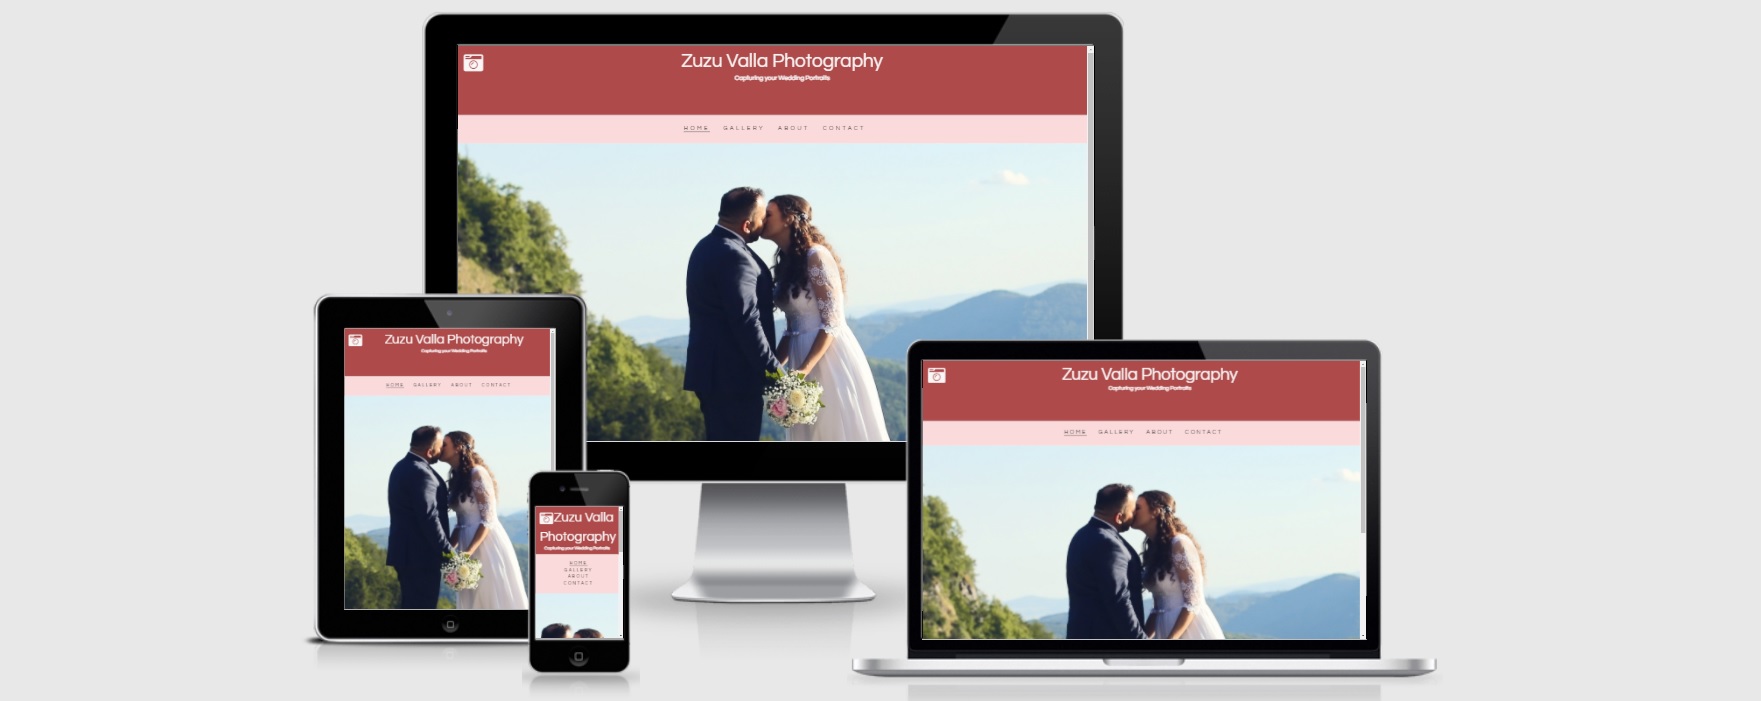 Zuzu Valla Photography
Capturing your Wedding Portraits
HOME GALLERY ABOUT CONTACT
Zuzu Valla Photography
Capturing your Wedding Portraits
HOME GALLERY ABOUT CONTACT
Zuzu Valla
Photography
Capturing your Wedding Portraits
HOME
GALLERY
ABOUT
CONTACT
Zuzu Valla Photography
Capturing your Wedding Portraits
HOME GALLERY ABOUT CONTACT